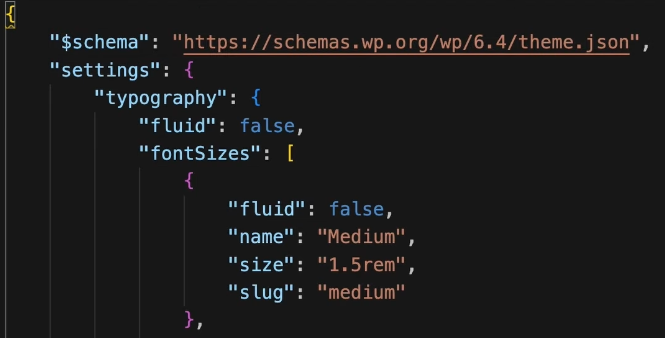 {
    "$schema": "https://schemas.wp.org/wp/6.4/theme.json",
    "settings": {
        "typography": {
            "fluid": false,
            "fontSizes": [
                {
                    "fluid": false,
                    "name": "Medium",
                    "size": "1.5rem",
                    "slug": "medium"
                },